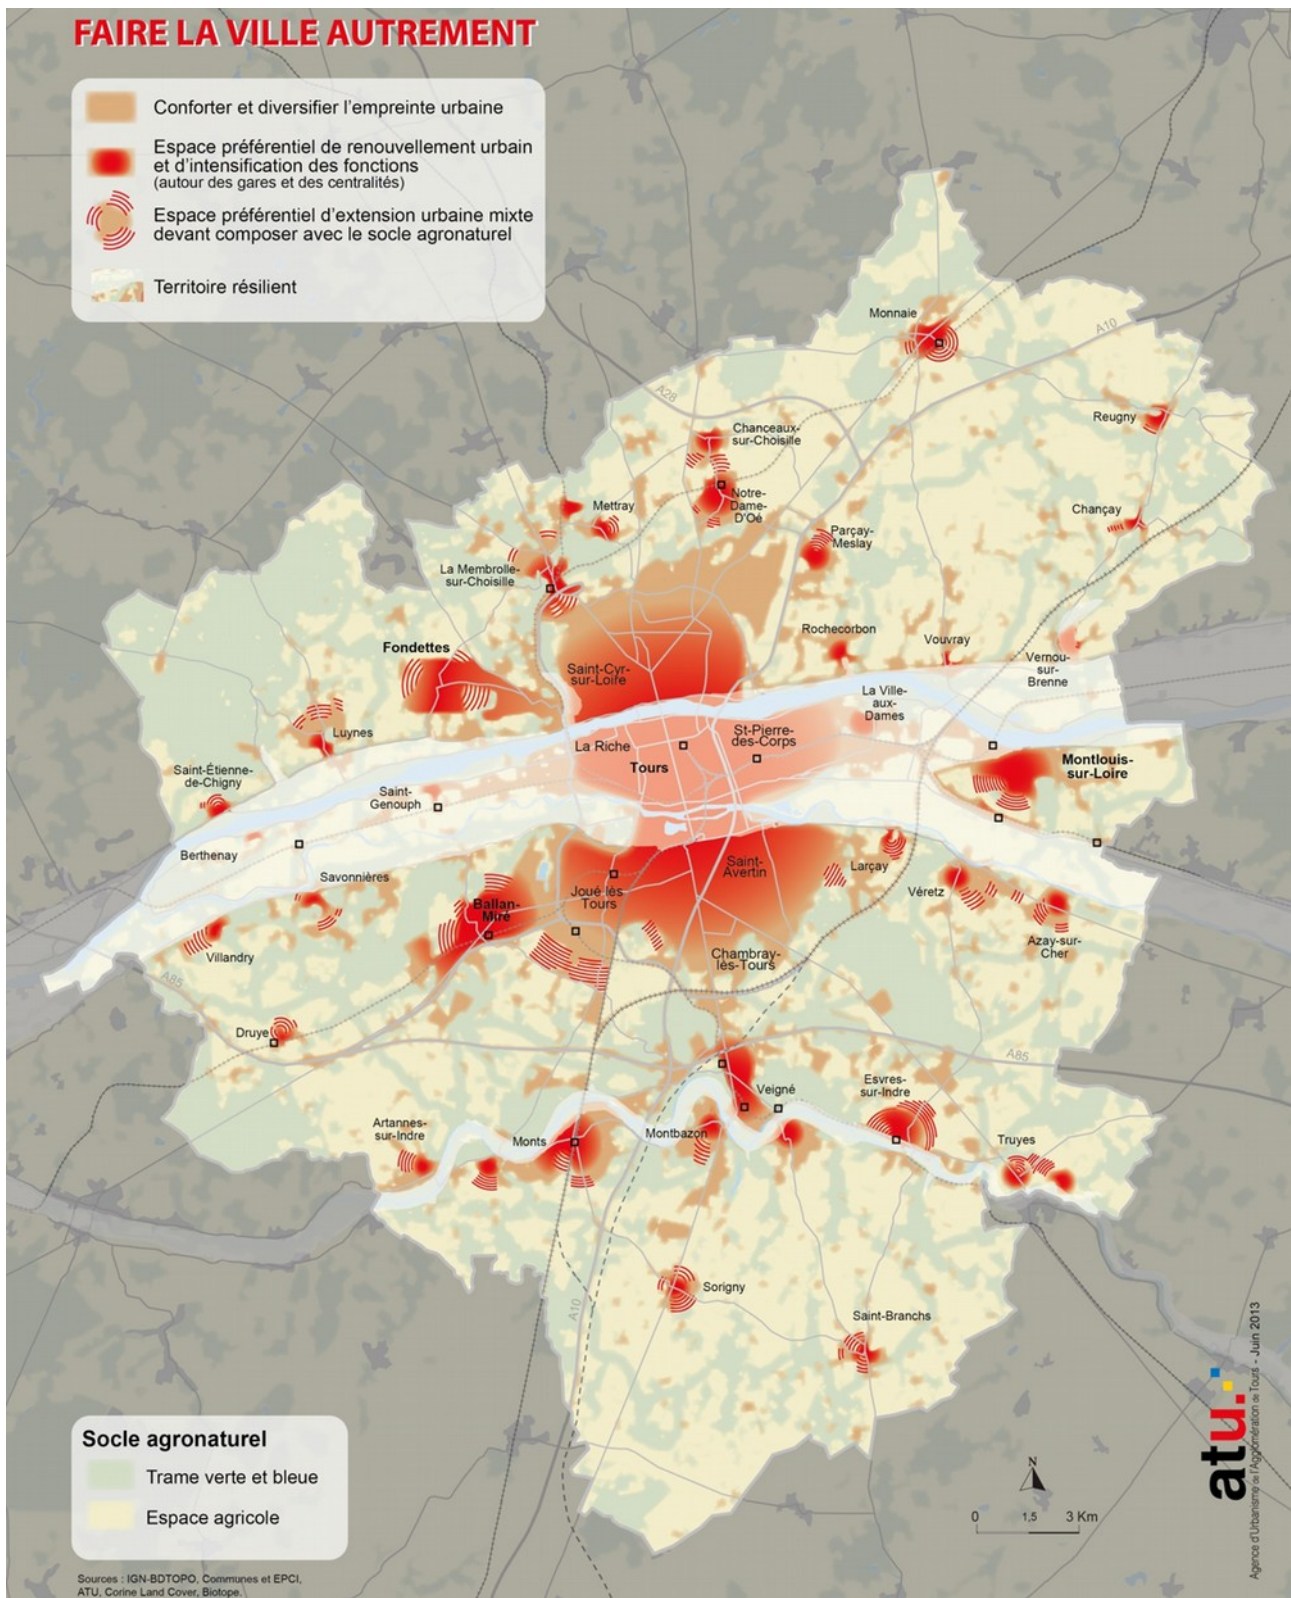 FAIRE LA VILLE AUTREMENT
Conforter et diversifier l'empreinte urbaine
Espace préférentiel de renouvellement urbain
et d'intensification des fonctions
(autour des gares et des centralités)
Espace préférentiel d'extension urbaine mixte
devant composer avec le socle agronaturel
Territoire résilient
Monnaie
A10
A28
Reugny
Chanceaux-
sur-Choisille
Notre-
Dame-
D'Oé
Mettray
Chançay
Parçay-
Meslay
La Membrolle-
sur-Choisille
Rochecorbon
Vouvray
Vernou-
sur-
Brenne
Fondettes
Saint-Cyr-
sur-Loire
La Ville-
aux-
Dames
Luynes
La Riche
St-Pierre-
des-Corps
Tours
Montlouis-
sur-Loire
Saint-Étienne-
de-Chigny
Saint-
Genouph
Berthenay
Savonnières
Saint-
Avertin
Larçay
Véretz
Joué lés
Tours
Ballan-
Miré
Azay-sur-
Cher
Villandry
Chambray-
lès-Tours
A85
Druye
A85
Veigné
Esvres-
sur-Indre
Artannes-
sur-Indre
Monts
Montbazon
Truyes
Sorigny
A10
Saint-Branchs
Socle agronaturel
Trame verte et bleue
Espace agricole
N
0 1,5 3 Km
atu.
Agence d'Urbanisme de l'Agglomération de Tours - Juin 2013
Sources : IGN-BDTOPO, Communes et EPCI,
ATU, Corine Land Cover, Biotope.